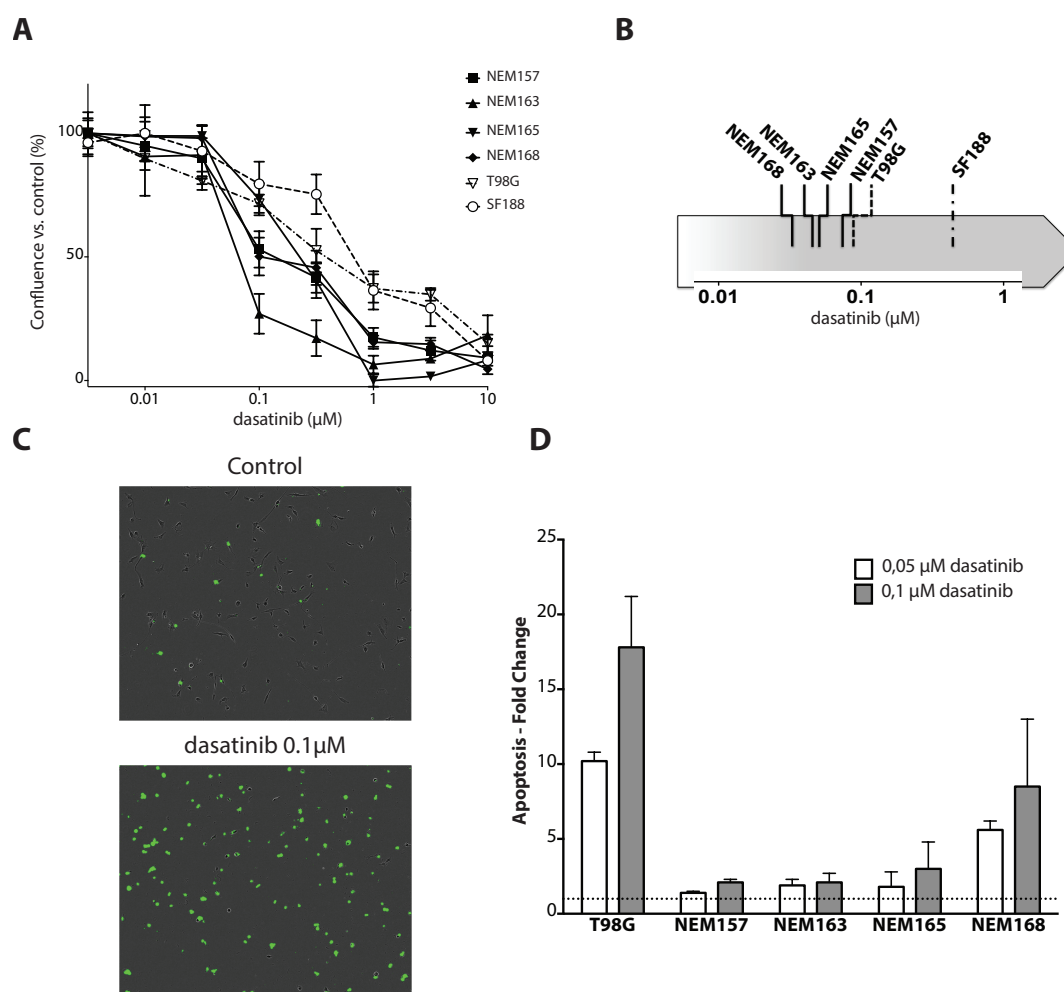 A
NEM157
NEM163
NEM165
NEM168
T98G
SF188
Confluence vs. control (%)
100
50
0
0.01
0.1
1
10
dasatinib (µM)
B
NEM168
NEM163
NEM165
NEM157
T98G
SF188
0.01
0.1
1
dasatinib (µM)
C
Control
dasatinib 0.1µM
D
Apoptosis - Fold Change
25
20
15
10
5
0
0,05 µM dasatinib
0,1 µM dasatinib
T98G
NEM157
NEM163
NEM165
NEM168